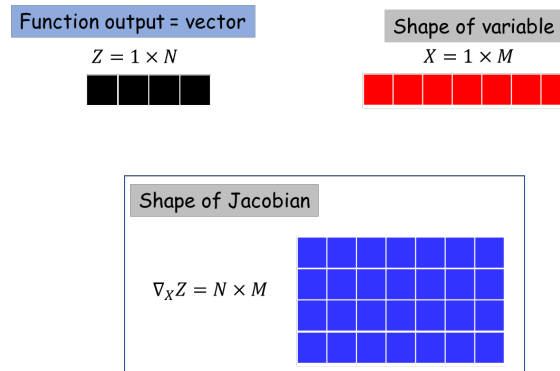 Function output = vector
Shape of variable
Z = 1 × N
X = 1 × M
Shape of Jacobian
∇_X Z = N × M